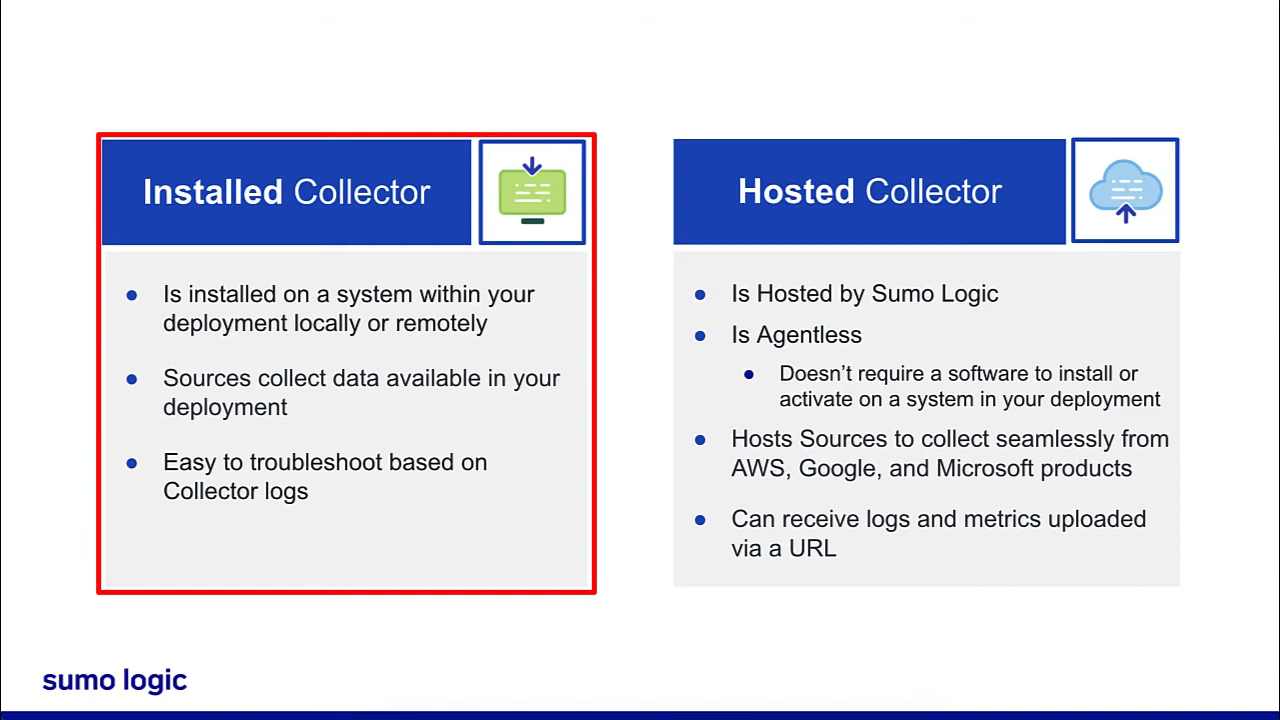 Installed Collector
Is installed on a system within your
deployment locally or remotely
Sources collect data available in your
deployment
Easy to troubleshoot based on
Collector logs
Hosted Collector
Is Hosted by Sumo Logic
Is Agentless
Doesn’t require a software to install or
activate on a system in your deployment
Hosts Sources to collect seamlessly from
AWS, Google, and Microsoft products
Can receive logs and metrics uploaded
via a URL
sumo logic